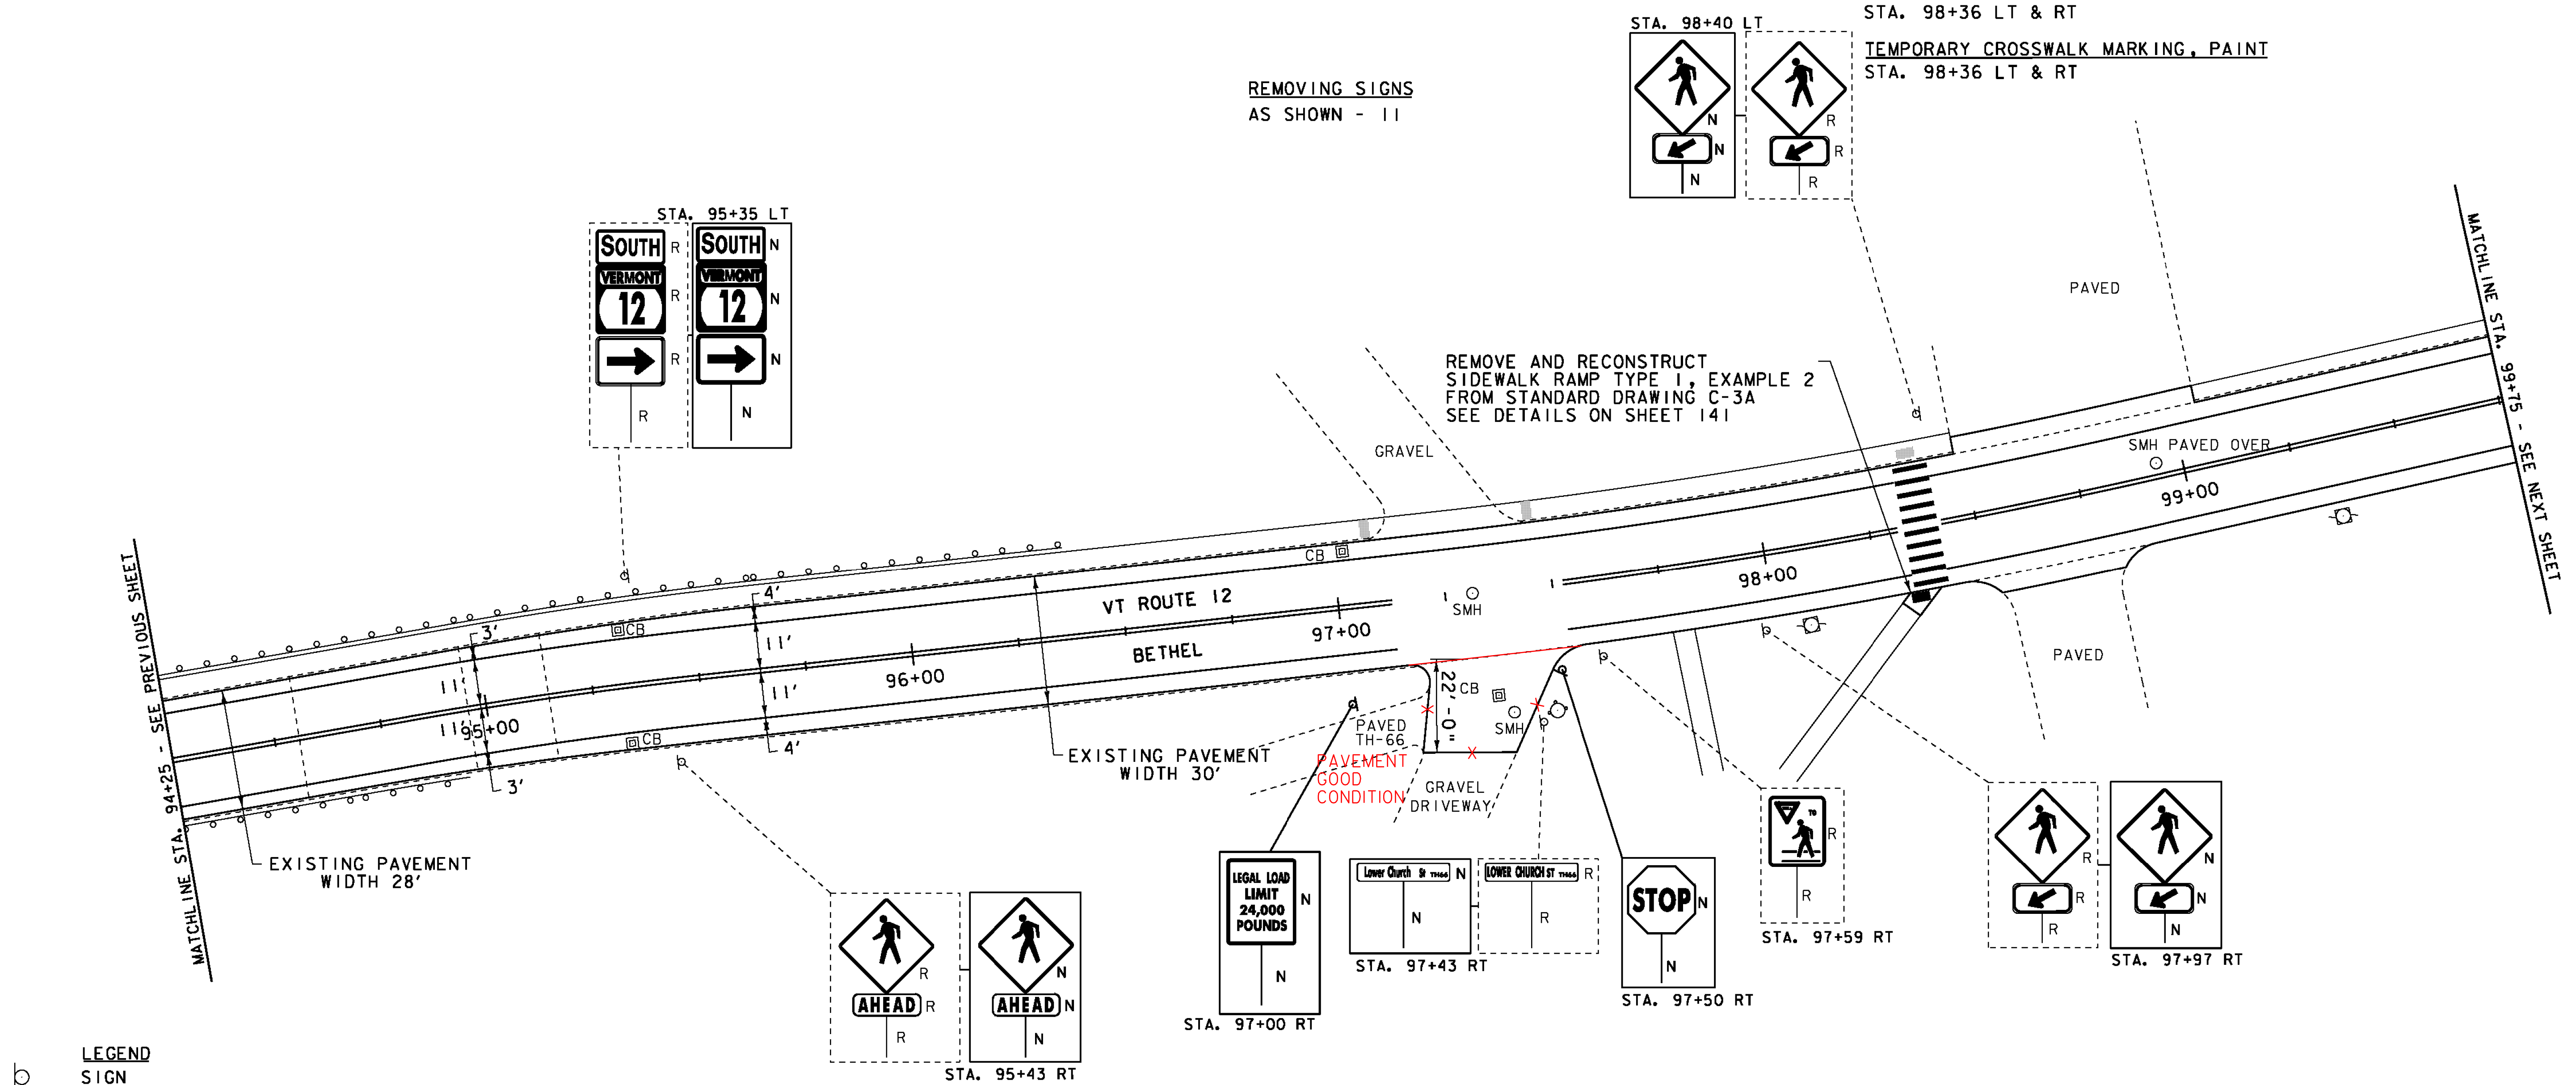 STA. 98+36 LT & RT
TEMPORARY CROSSWALK MARKING, PAINT
STA. 98+36 LT & RT
STA. 98+40 LT
N
N
N
R
R
R
REMOVING SIGNS
AS SHOWN - 11
STA. 95+35 LT
SOUTH R
VERMONT
12 R
R
R
SOUTH N
VERMONT
12 N
N
N
PAVED
MATCHLINE STA. 99+75 - SEE NEXT SHEET
REMOVE AND RECONSTRUCT
SIDEWALK RAMP TYPE 1, EXAMPLE 2
FROM STANDARD DRAWING C-3A
SEE DETAILS ON SHEET 141
GRAVEL
SMH PAVED OVER
99+00
98+00
CB
SMH
VT ROUTE 12
BETHEL
97+00
96+00
95+00
MATCHLINE STA. 94+25 - SEE PREVIOUS SHEET
3'
11'
11'
3'
4'
11'
11'
4'
CB
CB
EXISTING PAVEMENT
WIDTH 28'
EXISTING PAVEMENT
WIDTH 30'
22'-0"
CB
SMH
PAVED
TH-66
PAVEMENT
GOOD
CONDITION
GRAVEL
DRIVEWAY
PAVED
R
AHEAD R
R
N
AHEAD N
N
STA. 95+43 RT
LEGAL LOAD
LIMIT
24,000
POUNDS
N
N
STA. 97+00 RT
Lower Church St TH66 N
N
LOWER CHURCH ST TH66 R
R
STA. 97+43 RT
STOP N
N
STA. 97+50 RT
TO
R
R
STA. 97+59 RT
R
R
R
N
N
N
STA. 97+97 RT
LEGEND
SIGN